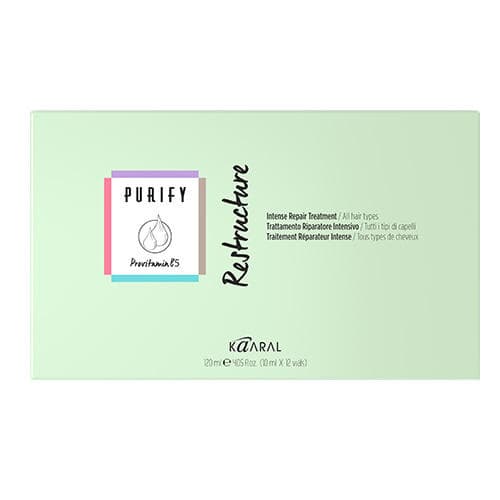 PURIFY
Provitamin B5
Restructure
Intense Repair Treatment / All hair types
Trattamento Riparatore Intensivo / Tutti i tipi di capelli
Traitement Réparateur Intense / Tous types de cheveux
KAARAL
120 ml ℮ 4.05 fl.oz. (10 ml X 12 vials)